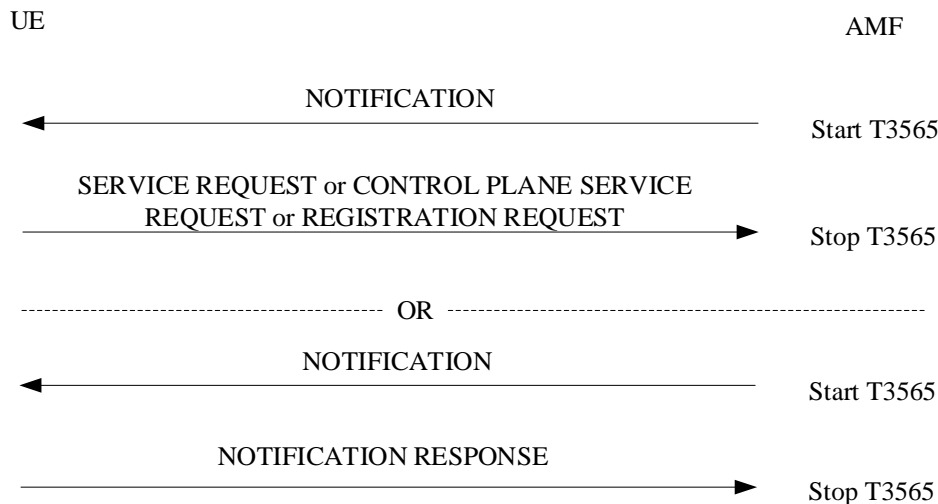 UE
AMF
NOTIFICATION
Start T3565
SERVICE REQUEST or CONTROL PLANE SERVICE
REQUEST or REGISTRATION REQUEST
Stop T3565
OR
NOTIFICATION
Start T3565
NOTIFICATION RESPONSE
Stop T3565